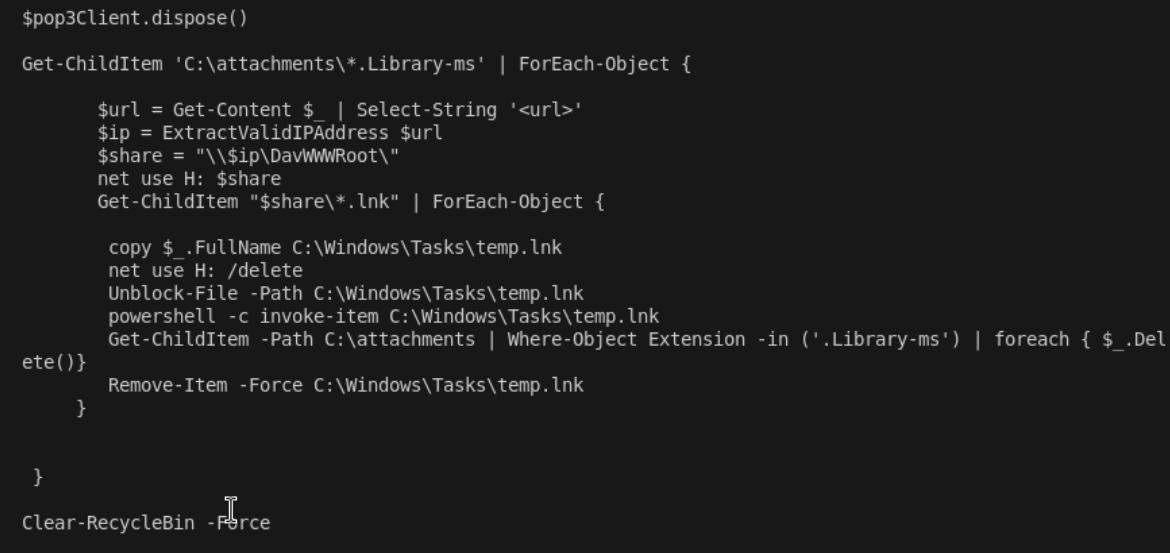 $pop3Client.dispose()
Get-ChildItem 'C:\attachments\*.Library-ms' | ForEach-Object {
$url = Get-Content $_ | Select-String '<url>'
$ip = ExtractValidIPAddress $url
$share = "\\$ip\DavWWWRoot\"
net use H: $share
Get-ChildItem "$share\*.lnk" | ForEach-Object {
copy $_.FullName C:\Windows\Tasks\temp.lnk
net use H: /delete
Unblock-File -Path C:\Windows\Tasks\temp.lnk
powershell -c invoke-item C:\Windows\Tasks\temp.lnk
Get-ChildItem -Path C:\attachments | Where-Object Extension -in ('.Library-ms') | foreach { $_.Del
ete()}
Remove-Item -Force C:\Windows\Tasks\temp.lnk
}
}
Clear-RecycleBin -Force